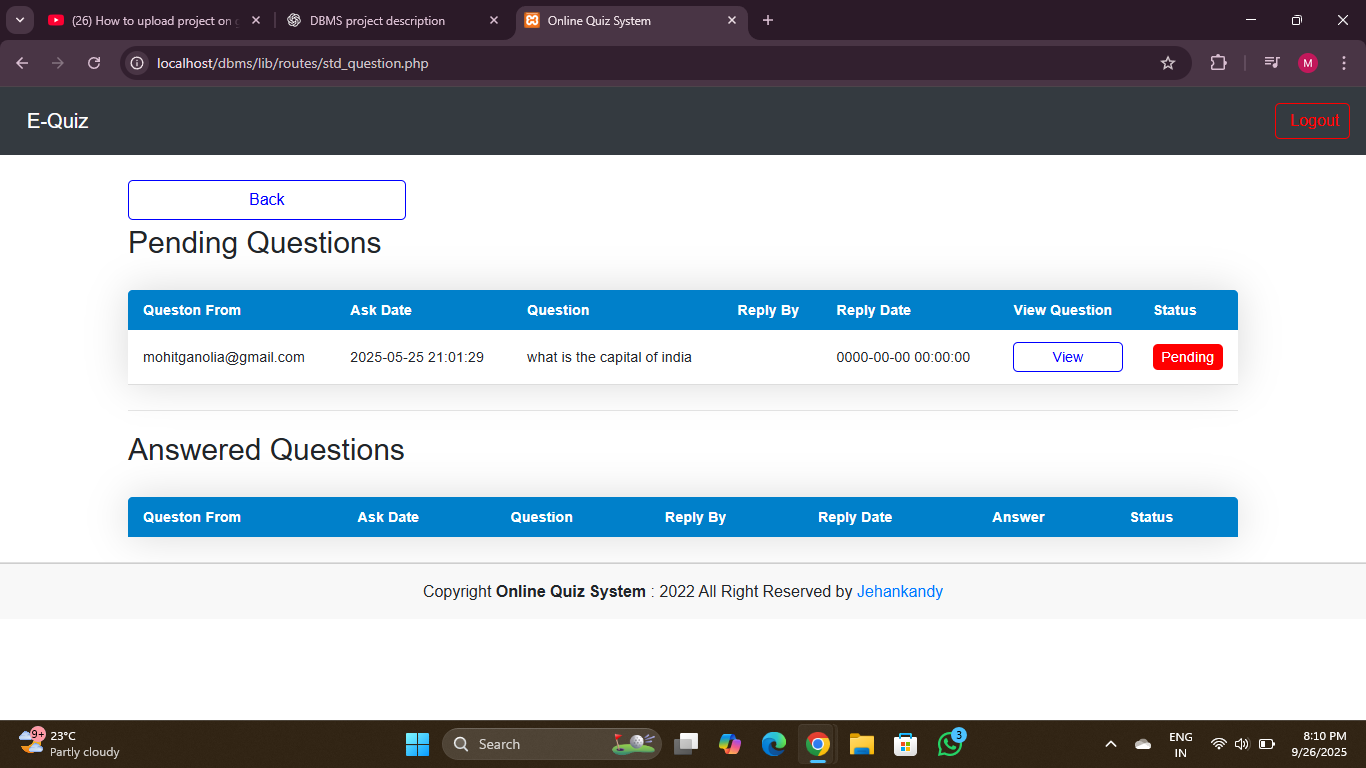 (26) How to upload project on
DBMS project description
Online Quiz System
localhost/dbms/lib/routes/std_question.php
M
E-Quiz
Logout
Back
Pending Questions
Queston From Ask Date Question Reply By Reply Date View Question Status
mohitganolia@gmail.com 2025-05-25 21:01:29 what is the capital of india 0000-00-00 00:00:00 View Pending
Answered Questions
Queston From Ask Date Question Reply By Reply Date Answer Status
Copyright Online Quiz System : 2022 All Right Reserved by Jehankandy
9+
23°C
Partly cloudy
Search
3
ENG
IN
8:10 PM
9/26/2025